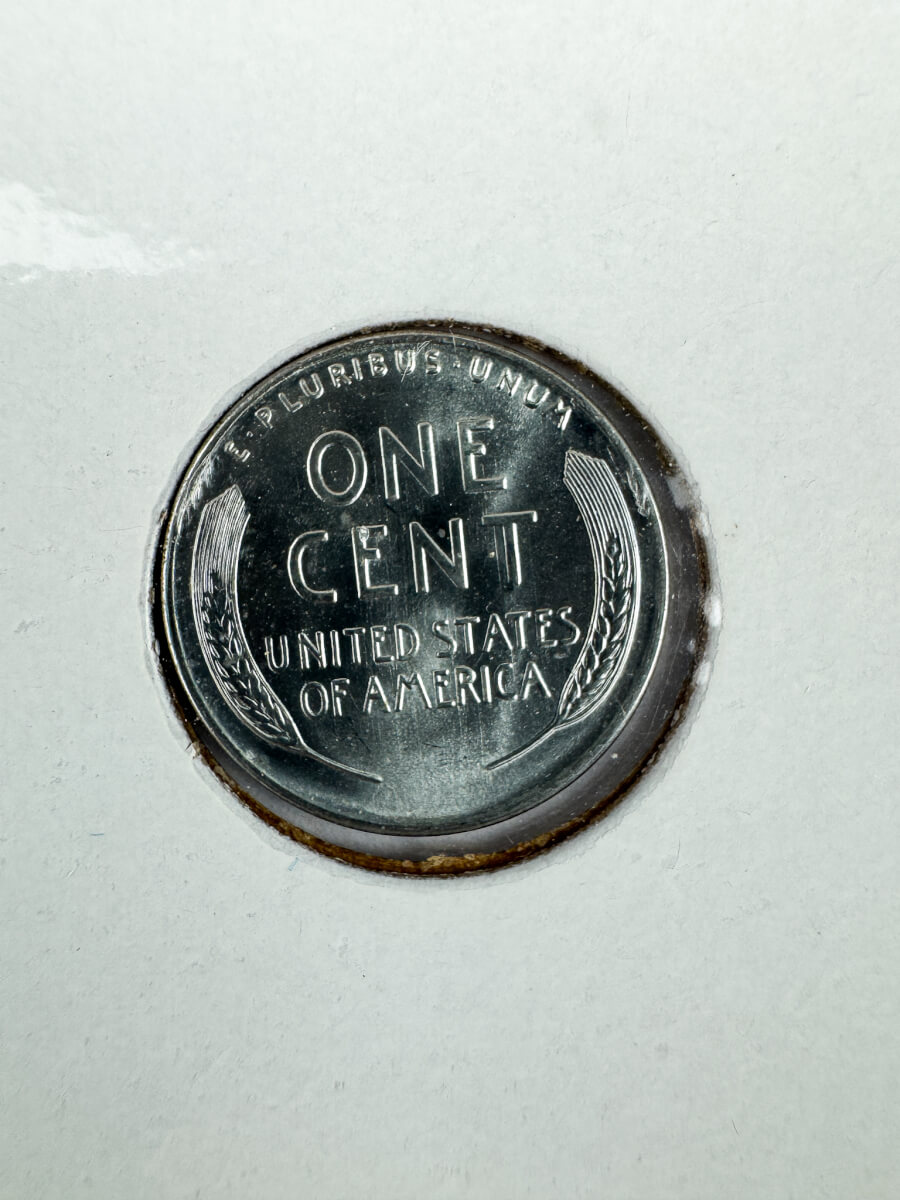 E·PLURIBUS·UNUM
ONE
CENT
UNITED STATES
OF AMERICA